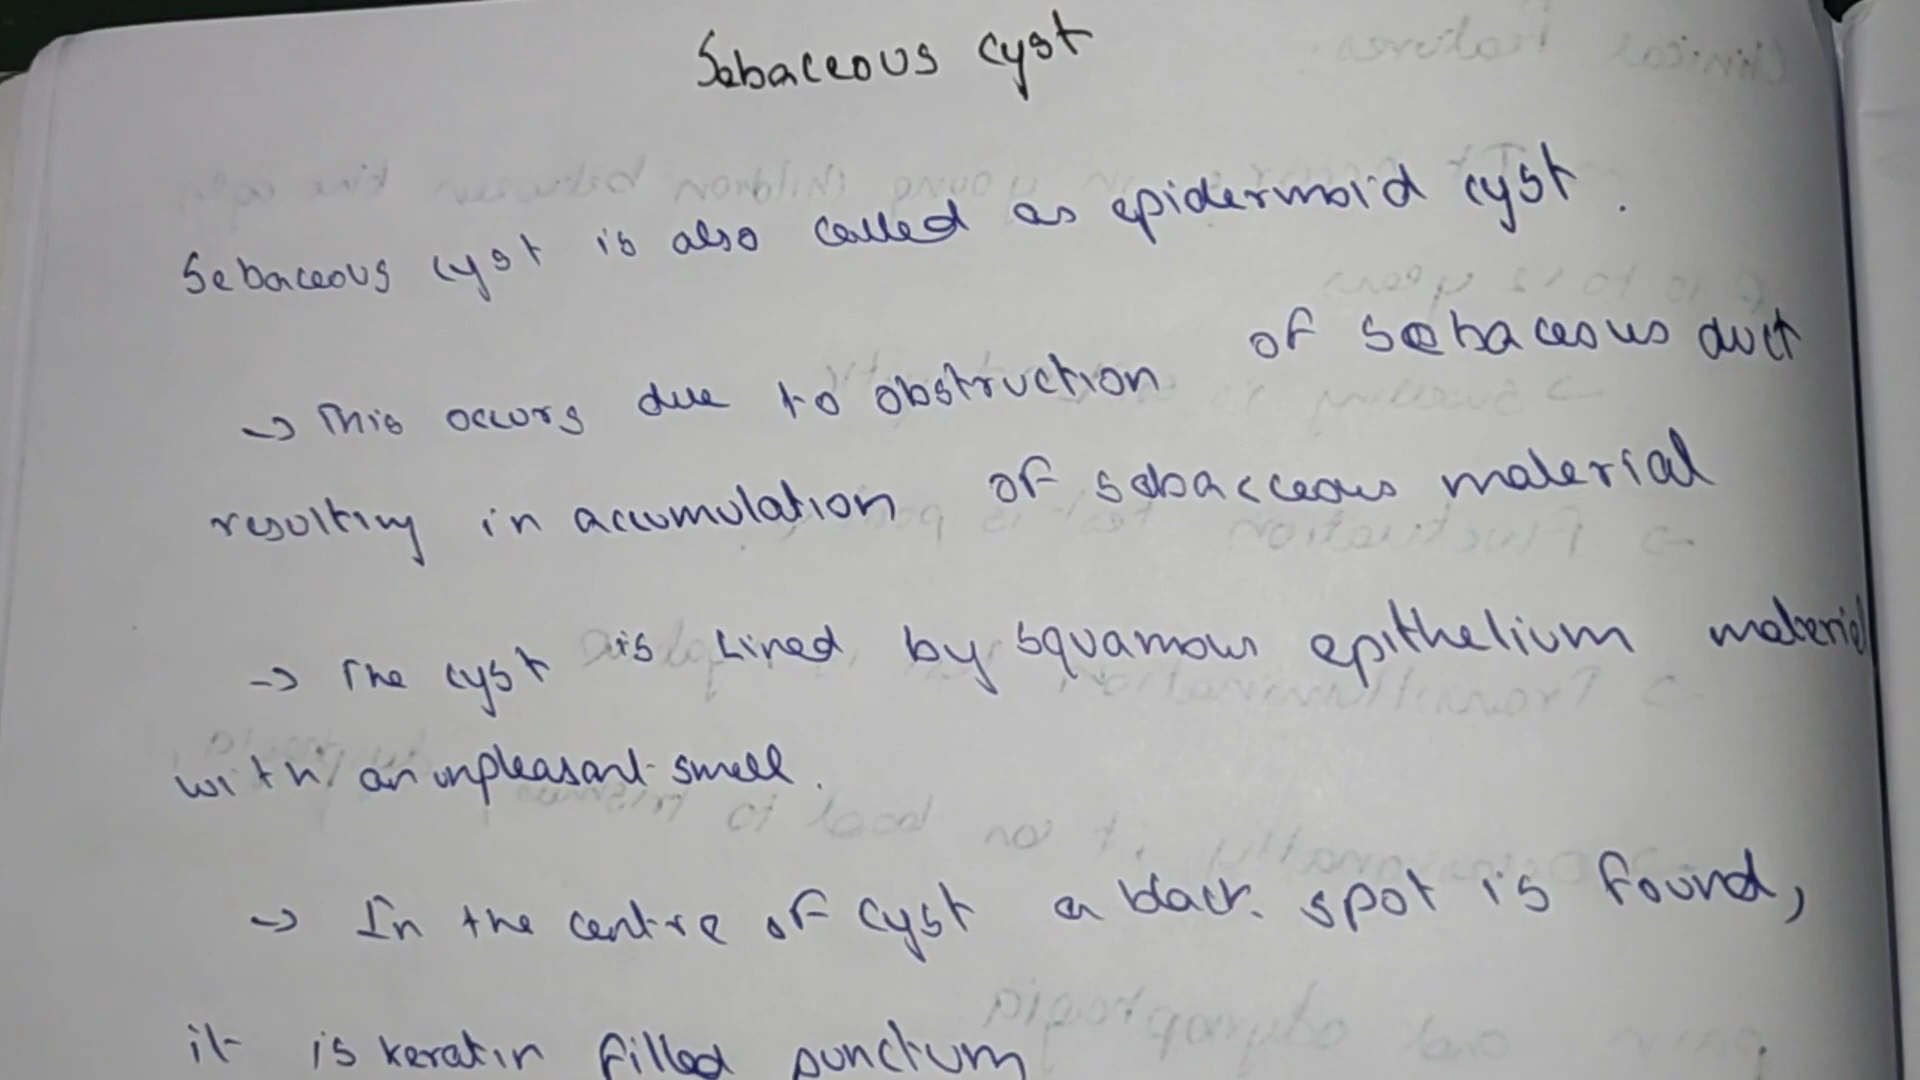 Sebaceous cyst
Sebaceous cyst is also called as epidermoid cyst.
→ This occurs due to obstruction of sebaceous duct
resulting in accumulation of sebacceous material
→ The cyst is Lined by squamous epithelium material
with an unpleasant smell.
→ In the centre of cyst a black spot is found,
it is keratin filled punctum